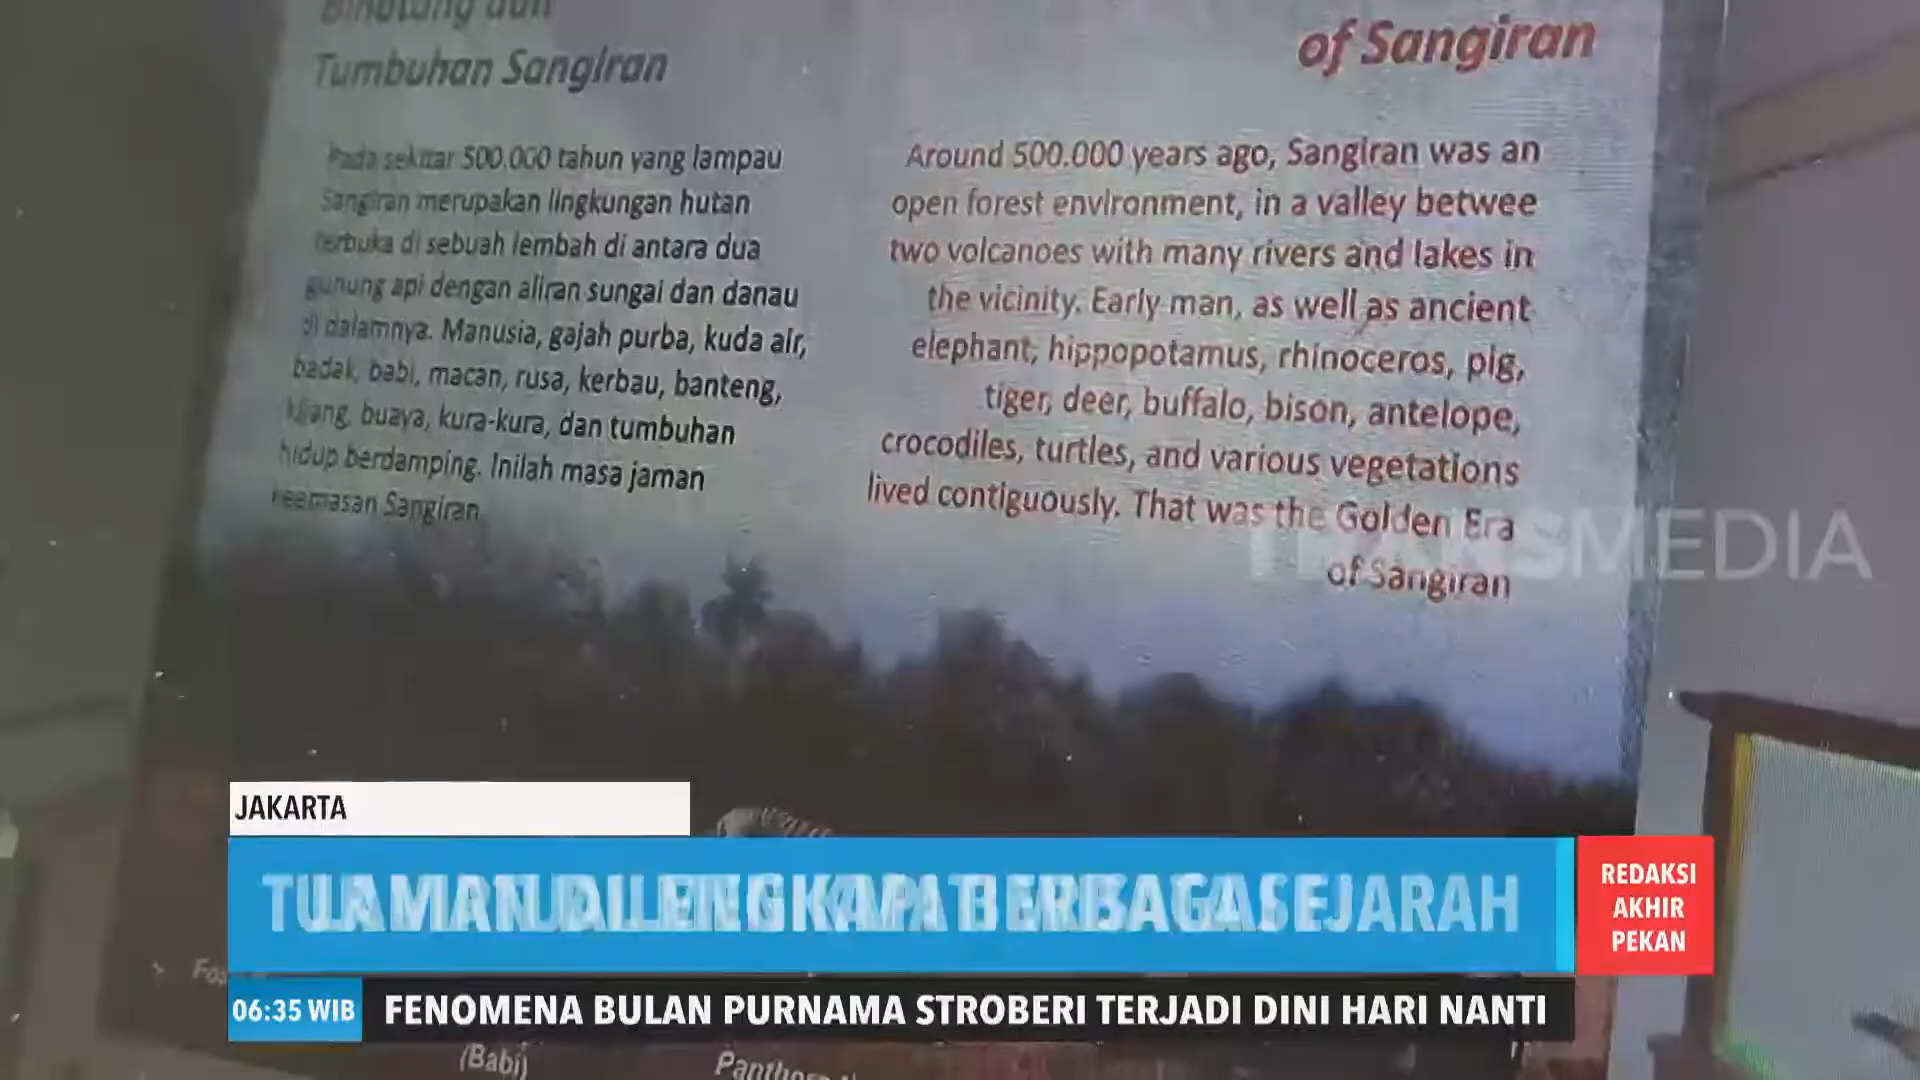 Binatang dan
Tumbuhan Sangiran
Pada sekitar 500.000 tahun yang lampau
Sangiran merupakan lingkungan hutan
terbuka di sebuah lembah di antara dua
gunung api dengan aliran sungai dan danau
di dalamnya. Manusia, gajah purba, kuda air,
badak, babi, macan, rusa, kerbau, banteng,
kijang, buaya, kura-kura, dan tumbuhan
hidup berdamping. Inilah masa jaman
keemasan Sangiran
of Sangiran
Around 500.000 years ago, Sangiran was an
open forest environment, in a valley betwee
two volcanoes with many rivers and lakes in
the vicinity. Early man, as well as ancient
elephant, hippopotamus, rhinoceros, pig,
tiger, deer, buffalo, bison, antelope,
crocodiles, turtles, and various vegetations
lived contiguously. That was the Golden Era
of Sangiran
TRANSMEDIA
JAKARTA
SEJARAH
REDAKSI
AKHIR
PEKAN
06:35 WIB
FENOMENA BULAN PURNAMA STROBERI TERJADI DINI HARI NANTI
(Babi)